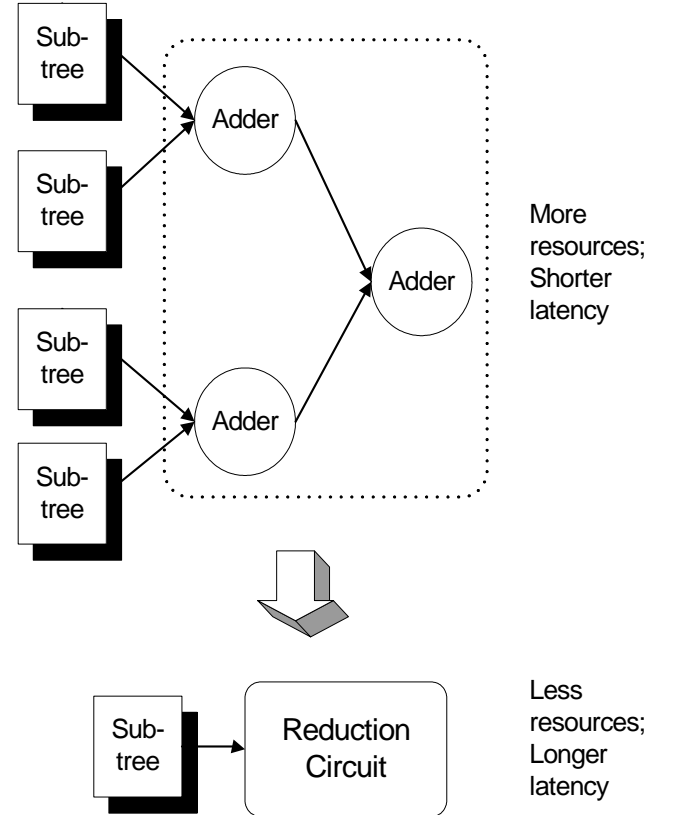 Sub-
tree
Adder
Sub-
tree
More
resources;
Shorter
latency
Adder
Sub-
tree
Adder
Sub-
tree
Less
resources;
Longer
latency
Sub-
tree
Reduction
Circuit